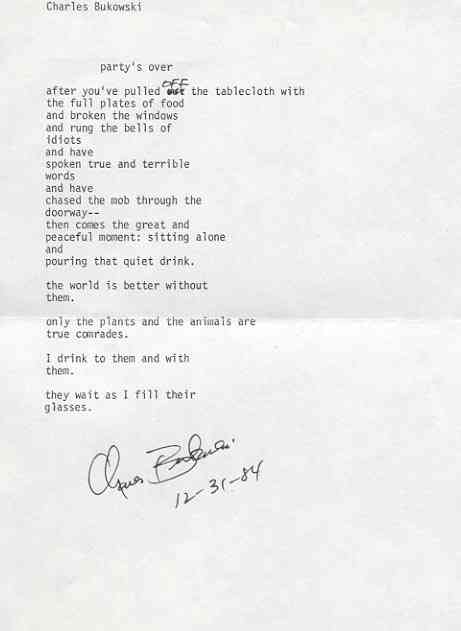 Charles Bukowski
party's over
after you've pulled OFF the tablecloth with
the full plates of food
and broken the windows
and rung the bells of
idiots
and have
spoken true and terrible
words
and have
chased the mob through the
doorway--
then comes the great and
peaceful moment: sitting alone
and
pouring that quiet drink.
the world is better without
them.
only the plants and the animals are
true comrades.
I drink to them and with
them.
they wait as I fill their
glasses.
Charles Bukowski
12-31-84